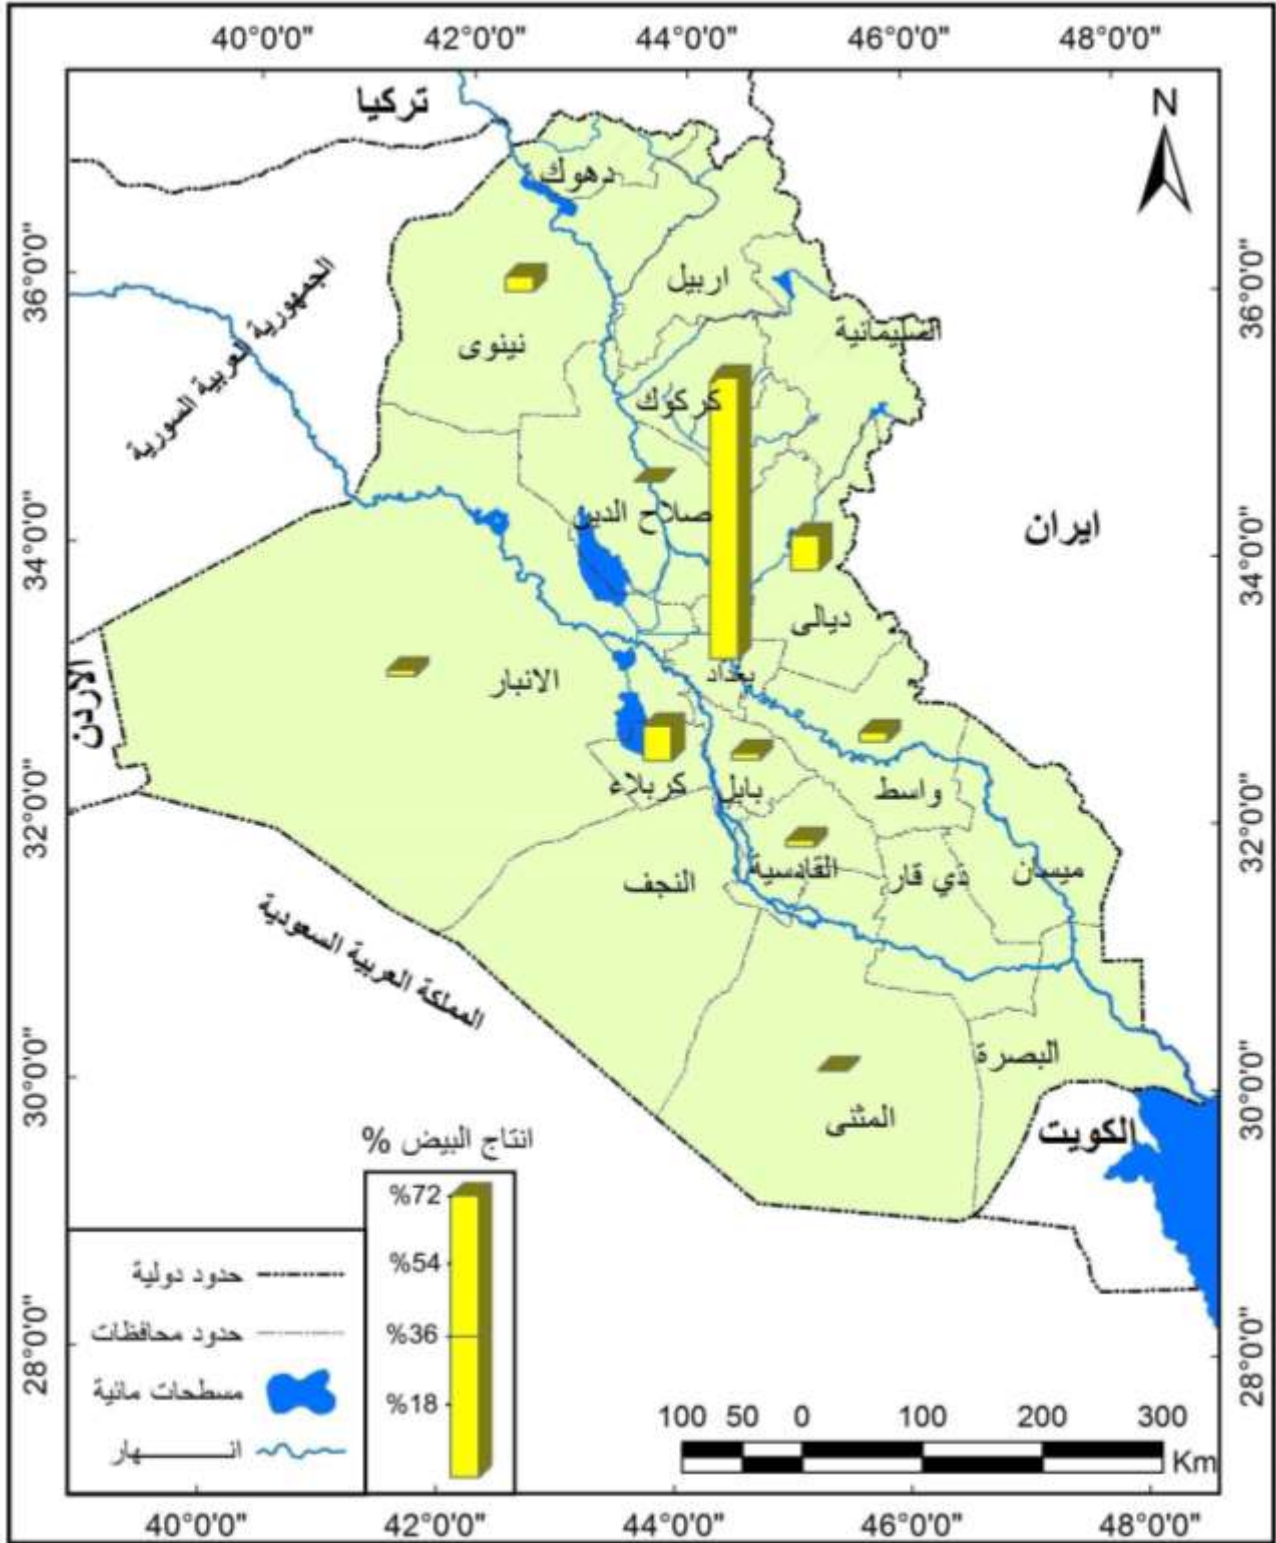 40°0'0" 42°0'0" 44°0'0" 46°0'0" 48°0'0"
N
تركيا
دهوك
36°0'0"
36°0'0"
اربيل
الجمهورية العربية السورية
نينوى
السليمانية
كركوك
صلاح الدين
ايران
34°0'0"
34°0'0"
ديالى
الاردن
الانبار
بغداد
كربلاء
بابل
واسط
32°0'0"
32°0'0"
النجف
القادسية
ذي قار
ميسان
المملكة العربية السعودية
البصرة
30°0'0"
30°0'0"
المثنى
الكويت
انتاج البيض %
%72
%54
%36
%18
حدود دولية
حدود محافظات
مسطحات مائية
انـــــــهار
28°0'0"
28°0'0"
100 50 0 100 200 300
Km
40°0'0" 42°0'0" 44°0'0" 46°0'0" 48°0'0"